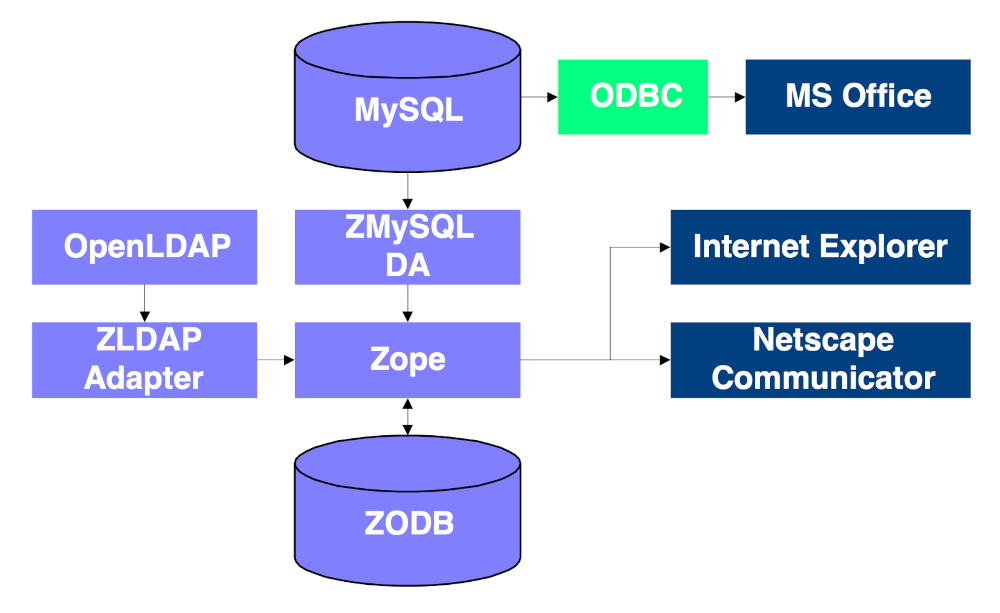 MySQL
ODBC
MS Office
OpenLDAP
ZMySQL
DA
Internet Explorer
ZLDAP
Adapter
Zope
Netscape
Communicator
ZODB